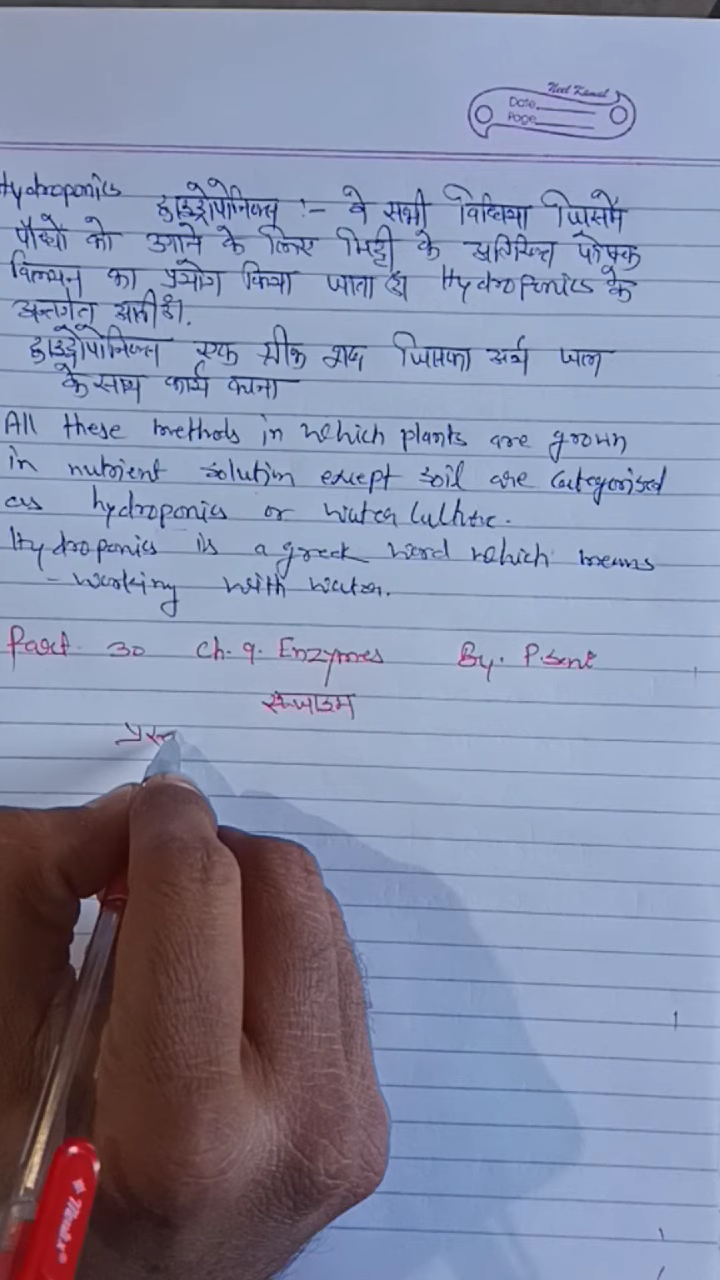 Neel Kamal
Date
Page
Hydroponics हाइड्रोपोनिक्स :- वे सभी विधियां जिसमें
पौधों को उगाने के लिए मिट्टी के अतिरिक्त पोषक
विलयन का प्रयोग किया जाता है Hydroponics के
अन्तर्गत आती है।
हाइड्रोपोनिक्स एक ग्रीक शब्द जिसका अर्थ जल
के साथ कार्य करना
All these methods in which plants are grown
in nutrient solution except soil are categorised
as hydroponics or water culture.
Hydroponics is a greek word which means
- working with water.
Part 30 Ch. 9. Enzymes By. P.Soni
एन्जाइम